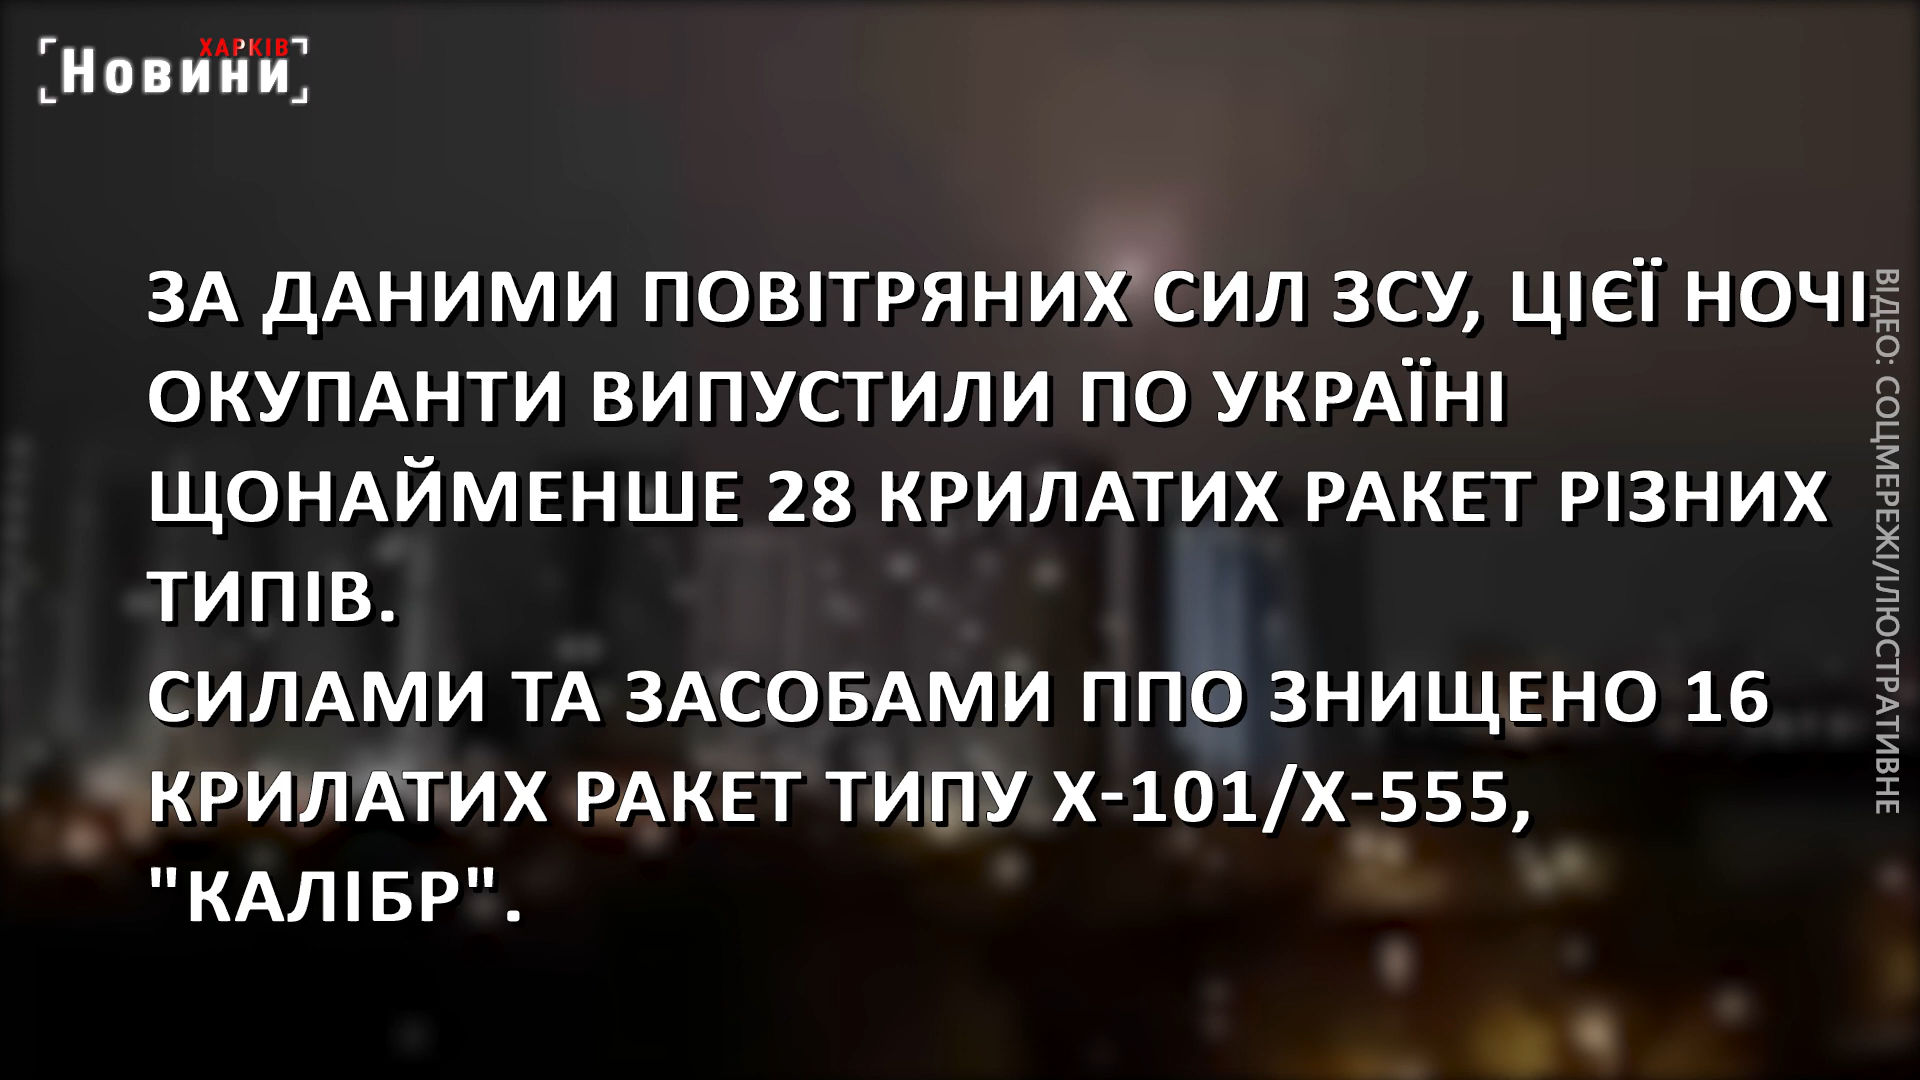 ХАРКІВ
Новини
ЗА ДАНИМИ ПОВІТРЯНИХ СИЛ ЗСУ, ЦІЄЇ НОЧІ
ОКУПАНТИ ВИПУСТИЛИ ПО УКРАЇНІ
ЩОНАЙМЕНШЕ 28 КРИЛАТИХ РАКЕТ РІЗНИХ
ТИПІВ.
СИЛАМИ ТА ЗАСОБАМИ ППО ЗНИЩЕНО 16
КРИЛАТИХ РАКЕТ ТИПУ Х-101/Х-555,
"КАЛІБР".
ВІДЕО: СОЦМЕРЕЖІ/ІЛЮСТРАТИВНЕ